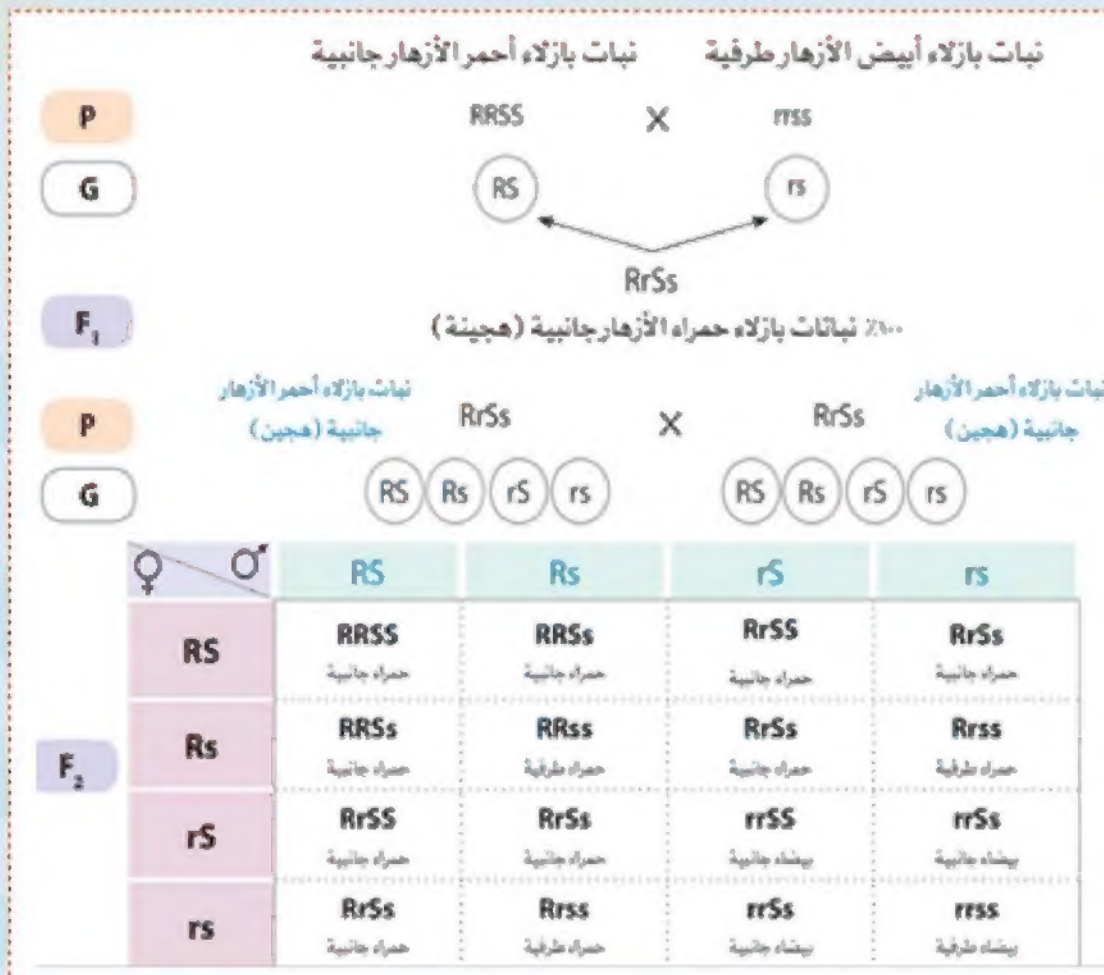 نبات بازلاء أبيض الأزهار طرفية نبات بازلاء أحمر الأزهار جانبية
P RRSS X rrss
G RS rs
RrSs
F₁
١٠٠٪ نباتات بازلاء حمراء الأزهار جانبية (هجينة)
نبات بازلاء أحمر الأزهار نبات بازلاء أحمر الأزهار
P RrSs X RrSs
جانبية (هجين) جانبية (هجين)
G RS Rs rS rs RS Rs rS rs
♀ ♂ RS Rs rS rs
RS RRSS RRSs RrSS RrSs
حمراء جانبية حمراء جانبية حمراء جانبية حمراء جانبية
Rs RRSs RRss RrSs Rrss
حمراء جانبية حمراء طرفية حمراء جانبية حمراء طرفية
F₂
rS RrSS RrSs rrSS rrSs
حمراء جانبية حمراء جانبية بيضاء جانبية بيضاء جانبية
rs RrSs Rrss rrSs rrss
حمراء جانبية حمراء طرفية بيضاء جانبية بيضاء طرفية